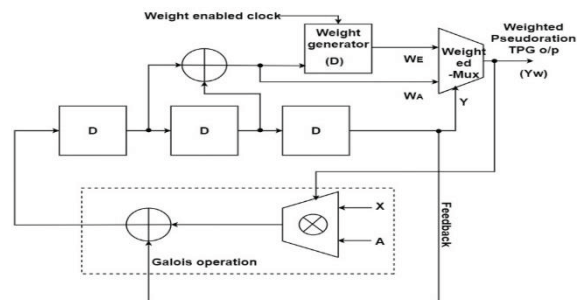 Weight enabled clock
Weight
generator
(D)
WE
WA
Weight
ed
-Mux
Y
Weighted
Pseudoration
TPG o/p
(Yw)
D
D
D
X
A
Galois operation
Feedback